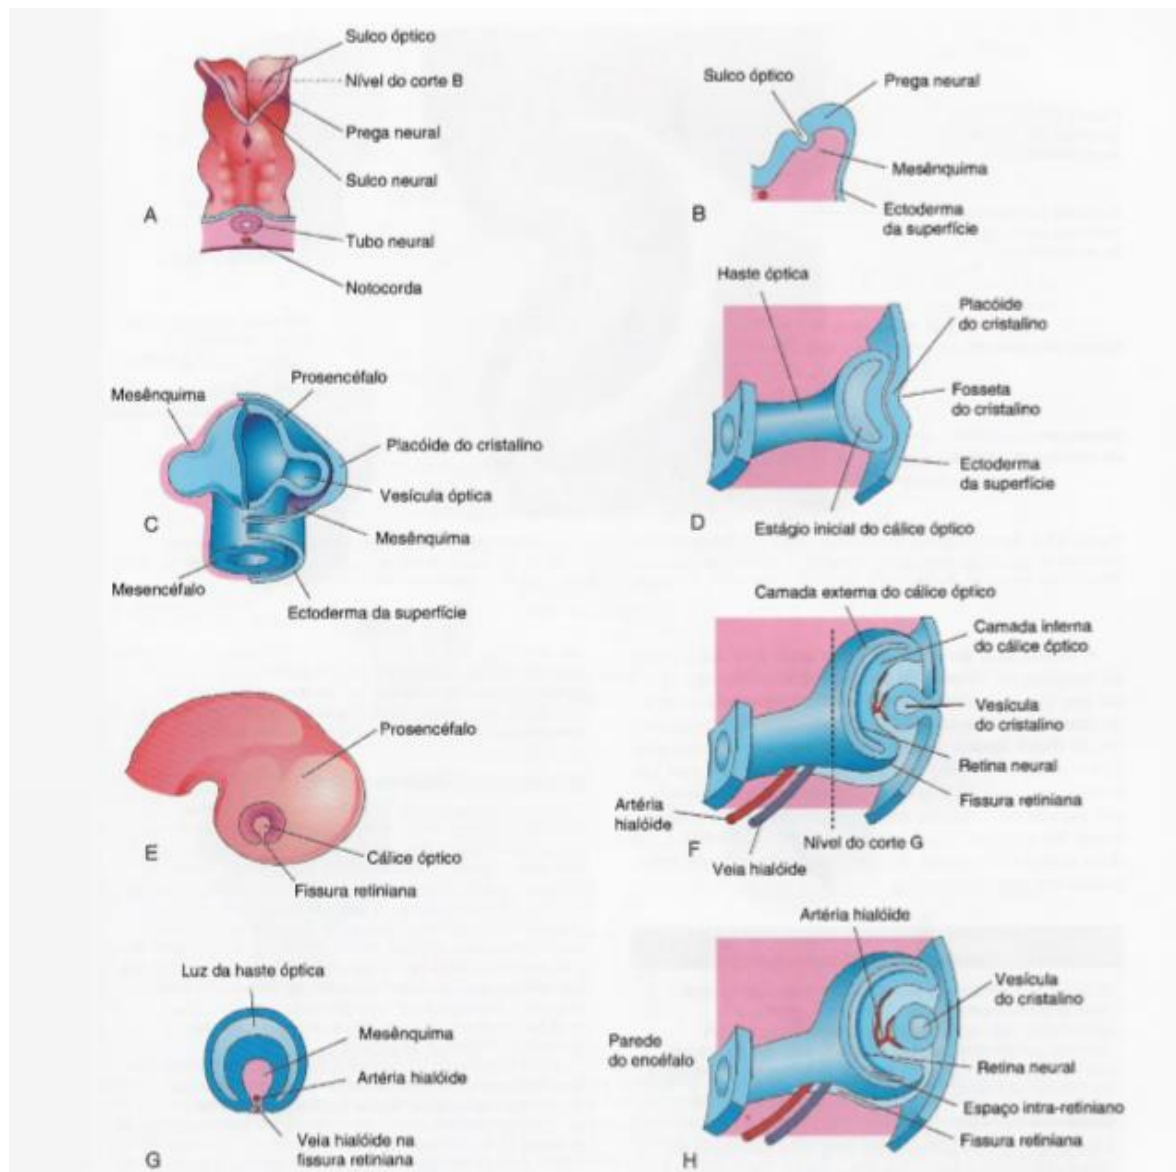 Sulco óptico
Nível do corte B
Prega neural
Sulco neural
A
Tubo neural
Notocorda
Sulco óptico
Prega neural
Mesênquima
B
Ectoderma
da superfície
Mesênquima
Prosencéfalo
Placóide do cristalino
Vesícula óptica
C
Mesênquima
Mesencéfalo
Ectoderma da superfície
Haste óptica
Placóide
do cristalino
Fosseta
do cristalino
Ectoderma
da superfície
D
Estágio inicial do cálice óptico
Prosencéfalo
E
Cálice óptico
Fissura retiniana
Camada externa do cálice óptico
Camada interna
do cálice óptico
Vesícula
do cristalino
Retina neural
Fissura retiniana
Artéria
hialóide
F
Nível do corte G
Veia hialóide
Luz da haste óptica
Mesênquima
Artéria hialóide
G
Veia hialóide na
fissura retiniana
Artéria hialóide
Vesícula
do cristalino
Parede
do encéfalo
Retina neural
Espaço intra-retiniano
Fissura retiniana
H